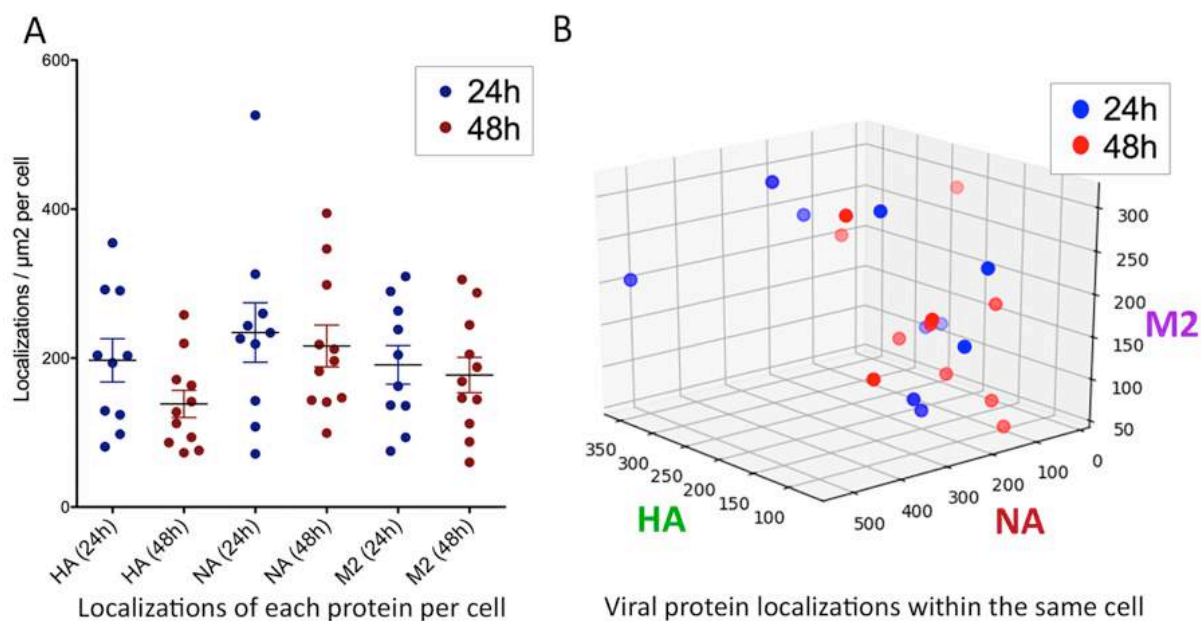 A
600
400
200
0
Localizations / µm2 per cell
24h
48h
HA (24h)
HA (48h)
NA (24h)
NA (48h)
M2 (24h)
M2 (48h)
Localizations of each protein per cell
B
24h
48h
300
250
200
150
100
50
M2
350
300
250
200
150
100
HA
500
400
300
200
100
0
NA
Viral protein localizations within the same cell